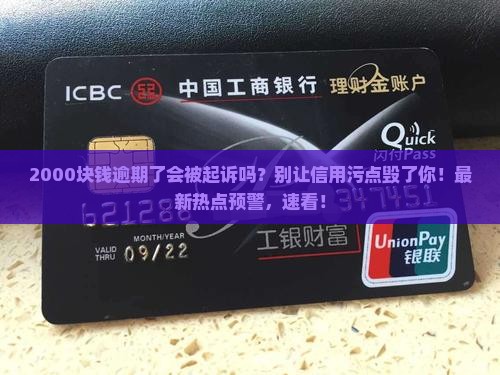 ICBC 中国工商银行 理财金账户
Quick
闪付Pass
2000块钱逾期了会被起诉吗？别让信用污点毁了你！最
新热点预警，速看！
621288 347451
MONTH/YEAR
VALID THRU 09/22
工银财富
UnionPay
银联